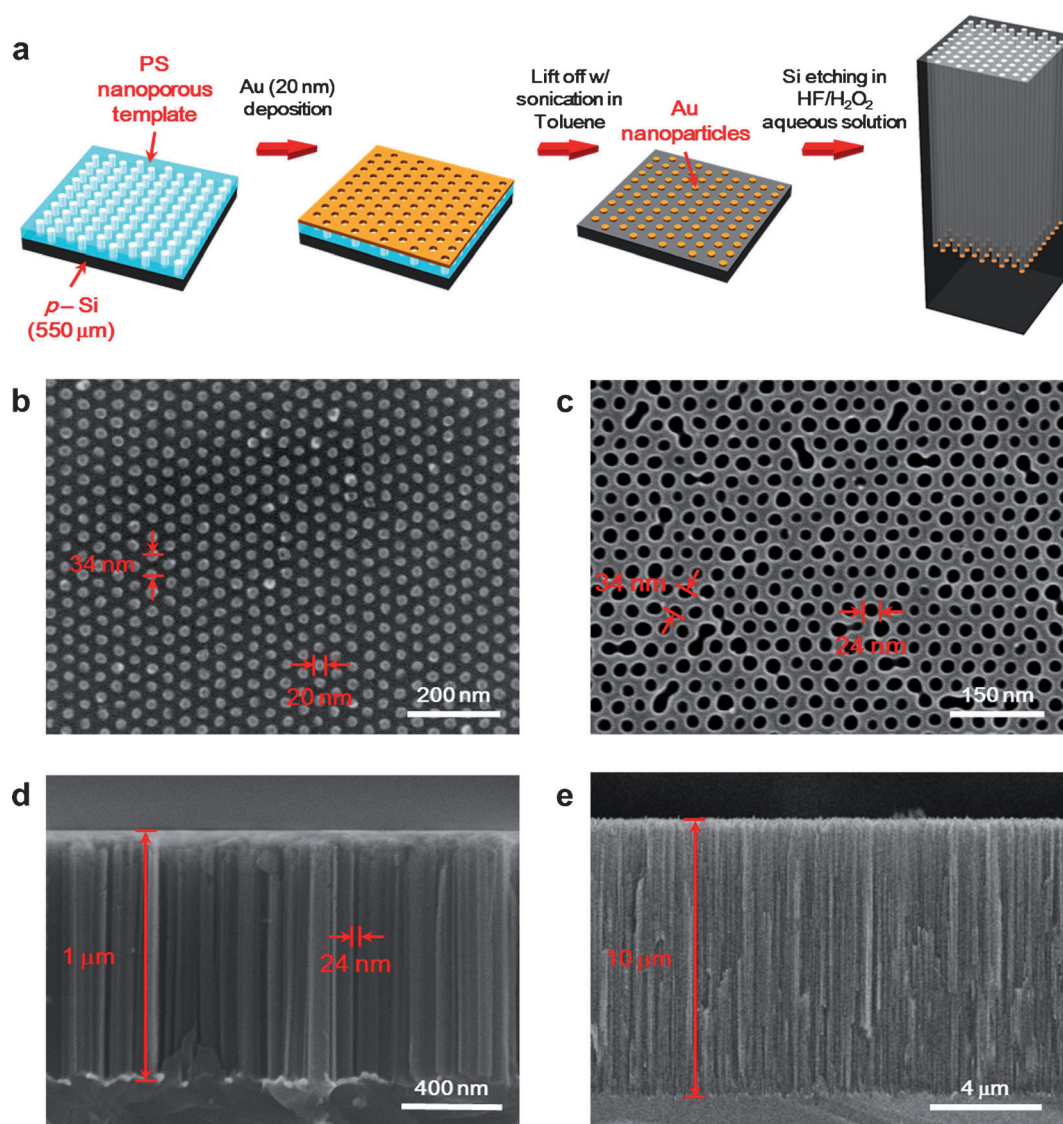 a
PS
nanoporous
template
Au (20 nm)
deposition
Lift off w/
sonication in
Toluene
Au
nanoparticles
Si etching in
HF/H₂O₂
aqueous solution
p – Si
(550 μm)
b
34 nm
20 nm
200 nm
c
34 nm
24 nm
150 nm
d
1 μm
24 nm
400 nm
e
10 μm
4 μm